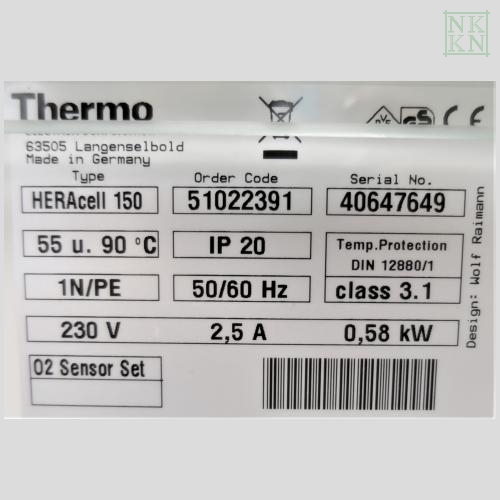 NK
KN
Thermo
63505 Langenselbold
Made in Germany
Type Order Code Serial No.
HERAcell 150 51022391 40647649
55 u. 90 °C IP 20 Temp.Protection
DIN 12880/1
1N/PE 50/60 Hz class 3.1
230 V 2,5 A 0,58 kW
O2 Sensor Set
Design: Wolf Raimann